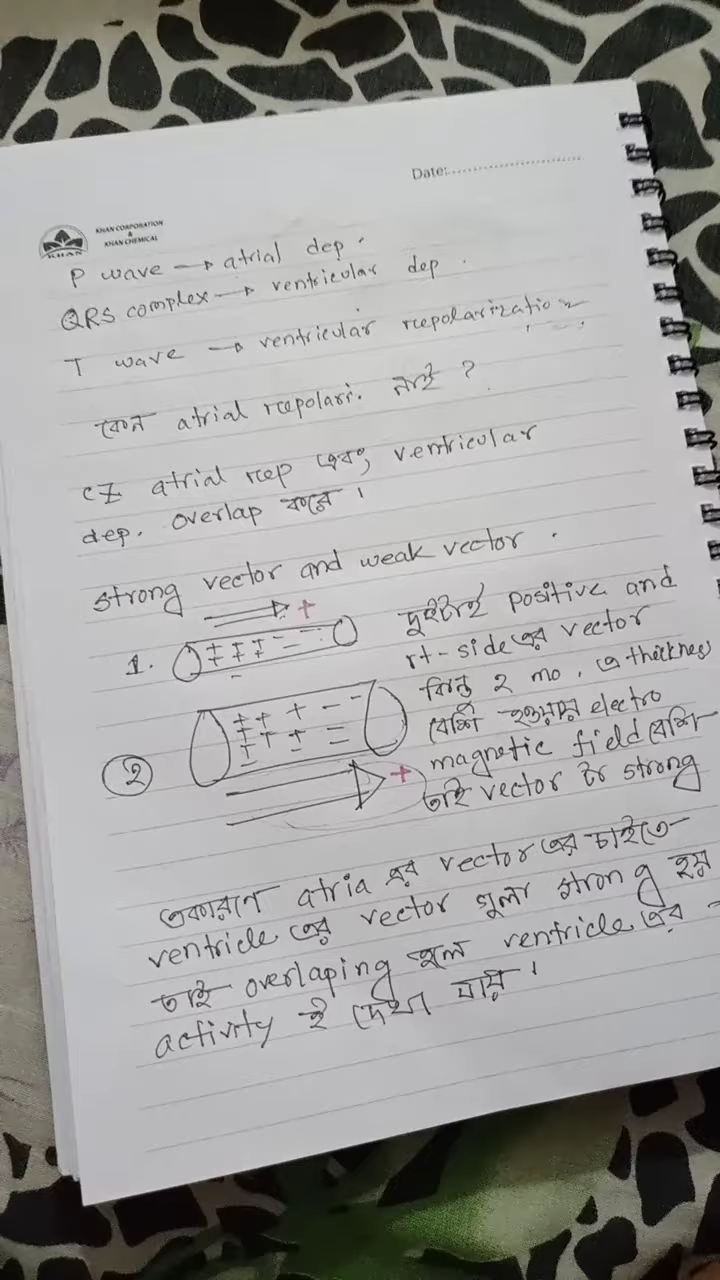 Date:
KHAN CORPORATION
&
KHAN CHEMICAL
KHAN
P wave → atrial dep.
QRS complex → ventricular dep.
T wave → ventricular repolarization
কেন atrial repolari. নাই ?
cz atrial rep এবং ventricular
dep. overlap করে।
strong vector and weak vector.
1. দুইটাই positive and
rt-side এর vector
কিন্তু ২ no. এ thickness
বেশি হওয়ায় electro
magnetic field বেশি
তাই vector টা strong
+
2
+
একারণে atria এর vector এর চাইতে
ventricle এর vector গুলা strong হয়
তাই overlaping হলে ventricle এর
activity ই দেখা যায়।